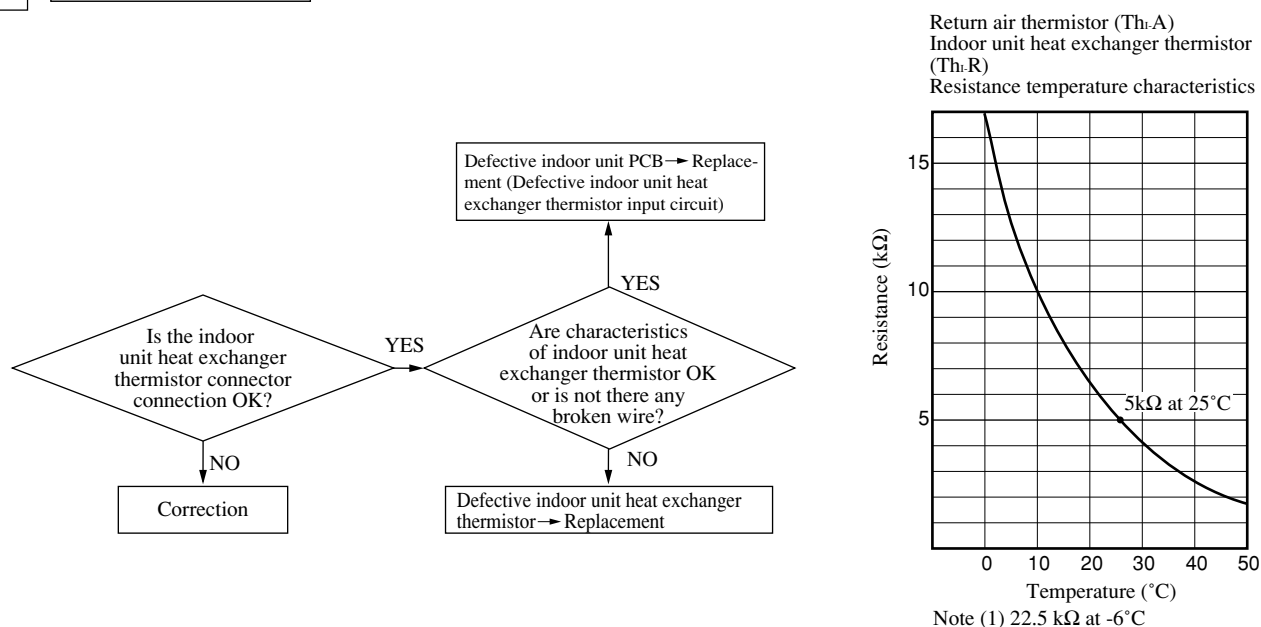 Is the indoor
unit heat exchanger
thermistor connector
connection OK?
YES
NO
Correction
Defective indoor unit PCB→ Replace-
ment (Defective indoor unit heat
exchanger thermistor input circuit)
YES
Are characteristics
of indoor unit heat
exchanger thermistor OK
or is not there any
broken wire?
NO
Defective indoor unit heat exchanger
thermistor→ Replacement
Return air thermistor (ThI-A)
Indoor unit heat exchanger thermistor
(ThI-R)
Resistance temperature characteristics
Resistance (kΩ)
15
10
5
5kΩ at 25˚C
0 10 20 30 40 50
Temperature (˚C)
Note (1) 22.5 kΩ at -6˚C